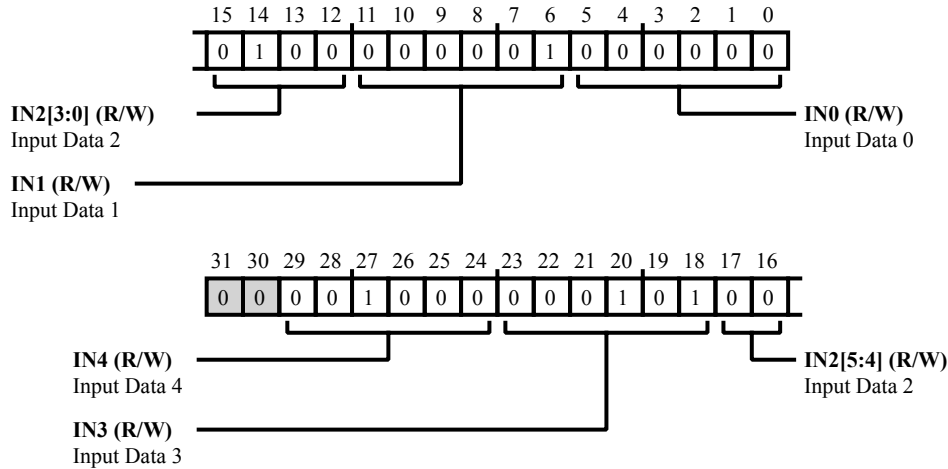 15 14 13 12 11 10 9 8 7 6 5 4 3 2 1 0
0 1 0 0 0 0 0 0 0 1 0 0 0 0 0 0
IN2[3:0] (R/W)
Input Data 2
IN0 (R/W)
Input Data 0
IN1 (R/W)
Input Data 1
31 30 29 28 27 26 25 24 23 22 21 20 19 18 17 16
0 0 0 0 1 0 0 0 0 0 0 1 0 1 0 0
IN4 (R/W)
Input Data 4
IN2[5:4] (R/W)
Input Data 2
IN3 (R/W)
Input Data 3